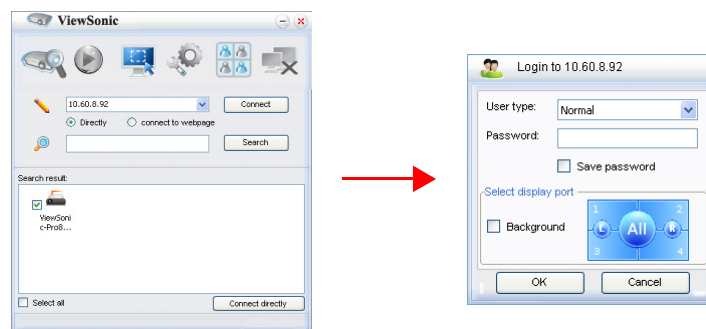 ViewSonic
10.60.8.92
Connect
Directly
connect to webpage
Search
Search result:
ViewSoni
c-Pro8...
Select all
Connect directly
Login to 10.60.8.92
User type:
Normal
Password:
Save password
Select display port
Background
1
2
L
All
R
3
4
OK
Cancel